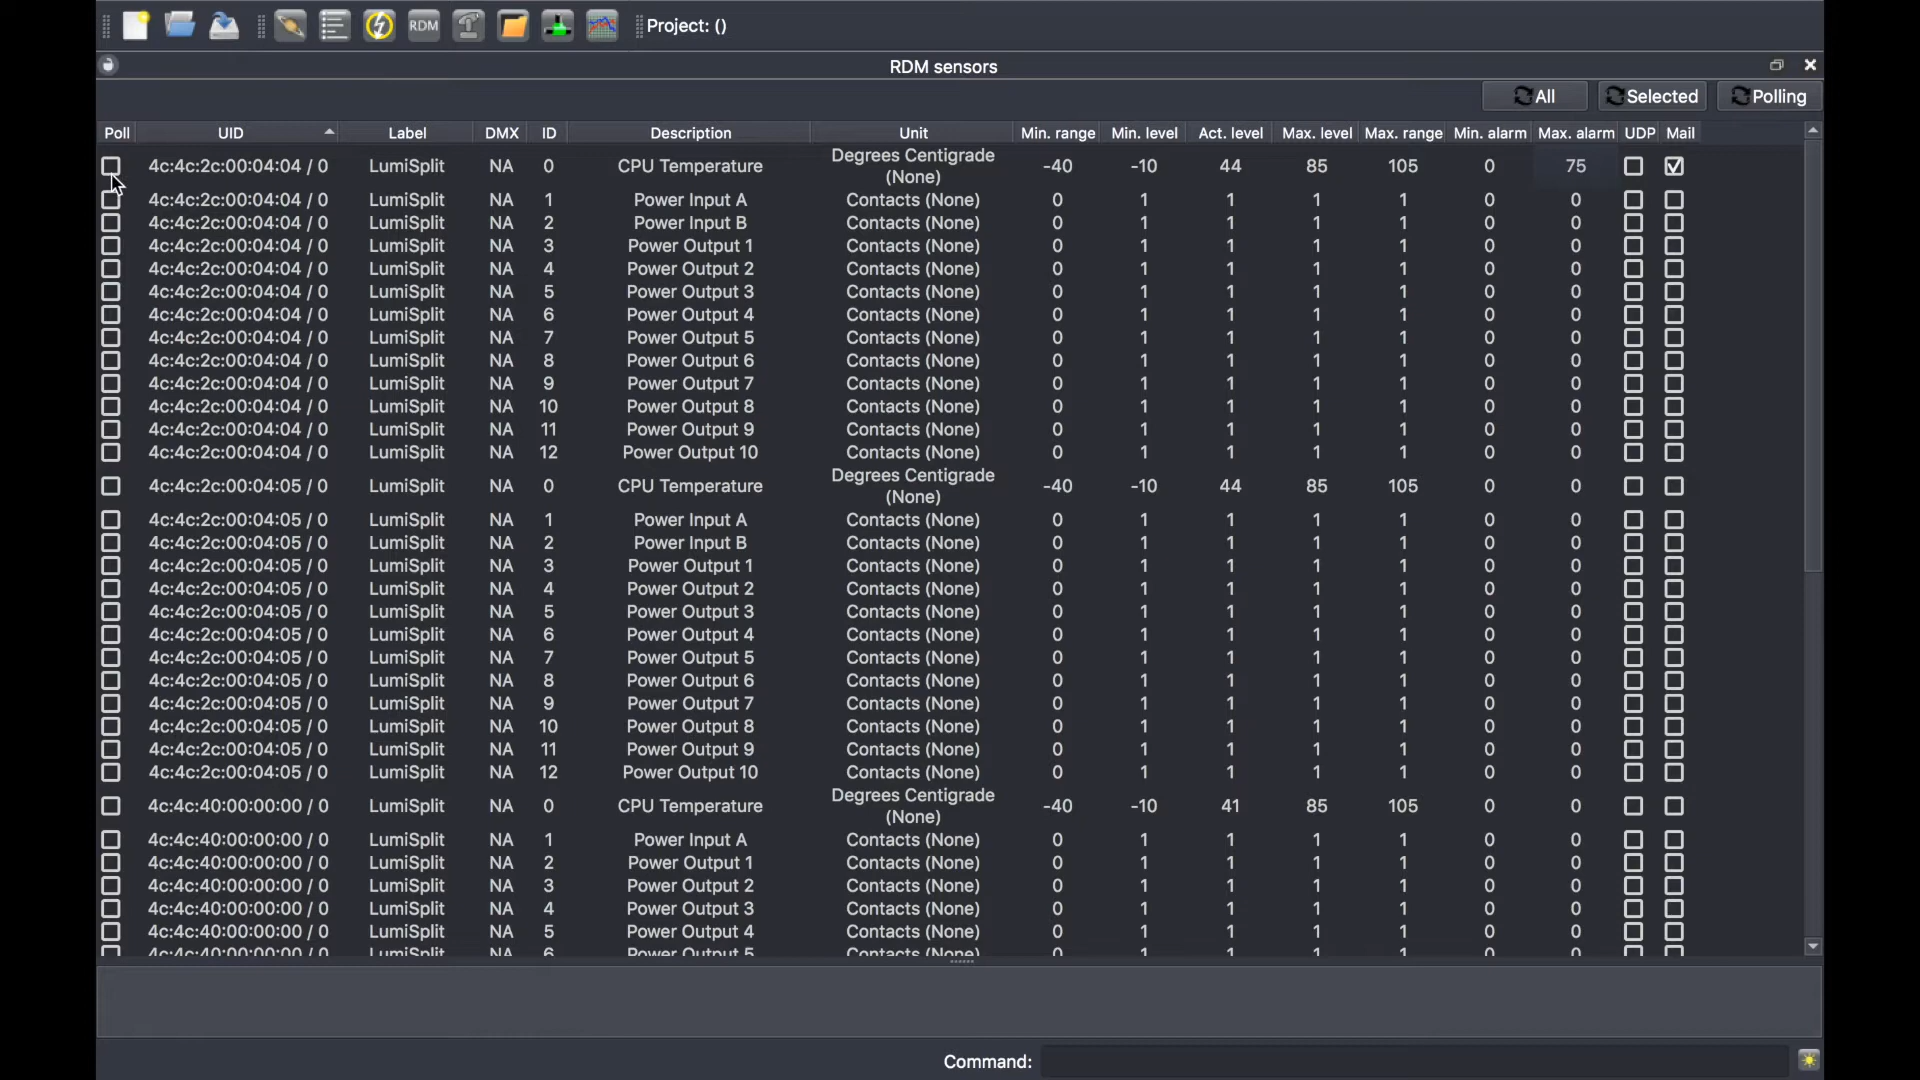 RDM
Project: ()
RDM sensors
All Selected Polling
Poll UID Label DMX ID Description Unit Min. range Min. level Act. level Max. level Max. range Min. alarm Max. alarm UDP Mail
4c:4c:2c:00:04:04 / 0 LumiSplit NA 0 CPU Temperature Degrees Centigrade (None) -40 -10 44 85 105 0 75
4c:4c:2c:00:04:04 / 0 LumiSplit NA 1 Power Input A Contacts (None) 0 1 1 1 1 0 0
4c:4c:2c:00:04:04 / 0 LumiSplit NA 2 Power Input B Contacts (None) 0 1 1 1 1 0 0
4c:4c:2c:00:04:04 / 0 LumiSplit NA 3 Power Output 1 Contacts (None) 0 1 1 1 1 0 0
4c:4c:2c:00:04:04 / 0 LumiSplit NA 4 Power Output 2 Contacts (None) 0 1 1 1 1 0 0
4c:4c:2c:00:04:04 / 0 LumiSplit NA 5 Power Output 3 Contacts (None) 0 1 1 1 1 0 0
4c:4c:2c:00:04:04 / 0 LumiSplit NA 6 Power Output 4 Contacts (None) 0 1 1 1 1 0 0
4c:4c:2c:00:04:04 / 0 LumiSplit NA 7 Power Output 5 Contacts (None) 0 1 1 1 1 0 0
4c:4c:2c:00:04:04 / 0 LumiSplit NA 8 Power Output 6 Contacts (None) 0 1 1 1 1 0 0
4c:4c:2c:00:04:04 / 0 LumiSplit NA 9 Power Output 7 Contacts (None) 0 1 1 1 1 0 0
4c:4c:2c:00:04:04 / 0 LumiSplit NA 10 Power Output 8 Contacts (None) 0 1 1 1 1 0 0
4c:4c:2c:00:04:04 / 0 LumiSplit NA 11 Power Output 9 Contacts (None) 0 1 1 1 1 0 0
4c:4c:2c:00:04:04 / 0 LumiSplit NA 12 Power Output 10 Contacts (None) 0 1 1 1 1 0 0
4c:4c:2c:00:04:05 / 0 LumiSplit NA 0 CPU Temperature Degrees Centigrade (None) -40 -10 44 85 105 0 0
4c:4c:2c:00:04:05 / 0 LumiSplit NA 1 Power Input A Contacts (None) 0 1 1 1 1 0 0
4c:4c:2c:00:04:05 / 0 LumiSplit NA 2 Power Input B Contacts (None) 0 1 1 1 1 0 0
4c:4c:2c:00:04:05 / 0 LumiSplit NA 3 Power Output 1 Contacts (None) 0 1 1 1 1 0 0
4c:4c:2c:00:04:05 / 0 LumiSplit NA 4 Power Output 2 Contacts (None) 0 1 1 1 1 0 0
4c:4c:2c:00:04:05 / 0 LumiSplit NA 5 Power Output 3 Contacts (None) 0 1 1 1 1 0 0
4c:4c:2c:00:04:05 / 0 LumiSplit NA 6 Power Output 4 Contacts (None) 0 1 1 1 1 0 0
4c:4c:2c:00:04:05 / 0 LumiSplit NA 7 Power Output 5 Contacts (None) 0 1 1 1 1 0 0
4c:4c:2c:00:04:05 / 0 LumiSplit NA 8 Power Output 6 Contacts (None) 0 1 1 1 1 0 0
4c:4c:2c:00:04:05 / 0 LumiSplit NA 9 Power Output 7 Contacts (None) 0 1 1 1 1 0 0
4c:4c:2c:00:04:05 / 0 LumiSplit NA 10 Power Output 8 Contacts (None) 0 1 1 1 1 0 0
4c:4c:2c:00:04:05 / 0 LumiSplit NA 11 Power Output 9 Contacts (None) 0 1 1 1 1 0 0
4c:4c:2c:00:04:05 / 0 LumiSplit NA 12 Power Output 10 Contacts (None) 0 1 1 1 1 0 0
4c:4c:40:00:00:00 / 0 LumiSplit NA 0 CPU Temperature Degrees Centigrade (None) -40 -10 41 85 105 0 0
4c:4c:40:00:00:00 / 0 LumiSplit NA 1 Power Input A Contacts (None) 0 1 1 1 1 0 0
4c:4c:40:00:00:00 / 0 LumiSplit NA 2 Power Output 1 Contacts (None) 0 1 1 1 1 0 0
4c:4c:40:00:00:00 / 0 LumiSplit NA 3 Power Output 2 Contacts (None) 0 1 1 1 1 0 0
4c:4c:40:00:00:00 / 0 LumiSplit NA 4 Power Output 3 Contacts (None) 0 1 1 1 1 0 0
4c:4c:40:00:00:00 / 0 LumiSplit NA 5 Power Output 4 Contacts (None) 0 1 1 1 1 0 0
4c:4c:40:00:00:00 / 0 LumiSplit NA 6 Power Output 5 Contacts (None) 0 1 1 1 1 0 0
Command: